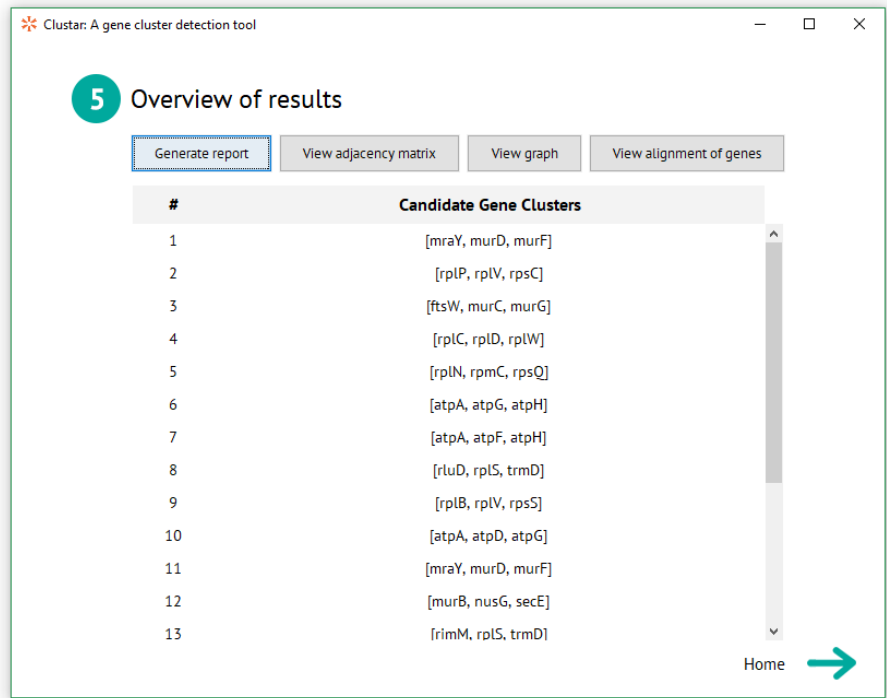 Clustar: A gene cluster detection tool
5 Overview of results
Generate report View adjacency matrix View graph View alignment of genes
# Candidate Gene Clusters
1 [mraY, murD, murF]
2 [rplP, rplV, rpsC]
3 [ftsW, murC, murG]
4 [rplC, rplD, rplW]
5 [rplN, rpmC, rpsQ]
6 [atpA, atpG, atpH]
7 [atpA, atpF, atpH]
8 [rluD, rplS, trmD]
9 [rplB, rplV, rpsS]
10 [atpA, atpD, atpG]
11 [mraY, murD, murF]
12 [murB, nusG, secE]
13 [rimM, rplS, trmD]
Home